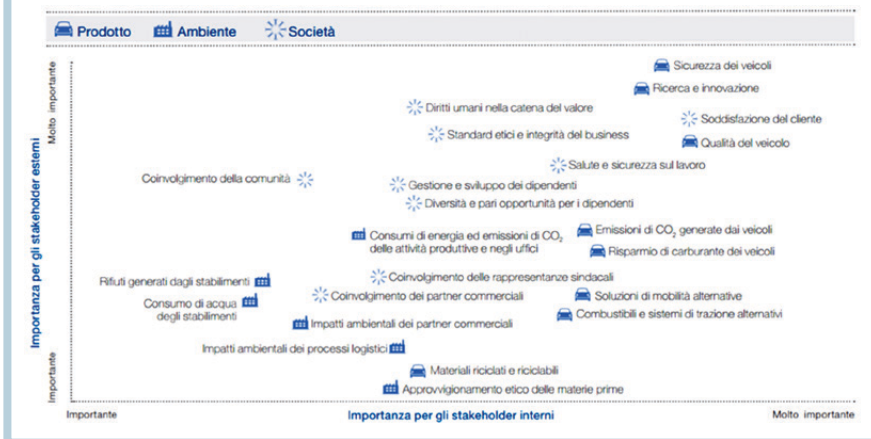 Prodotto Ambiente Società
Molto importante
Importanza per gli stakeholder esterni
Importante
Sicurezza dei veicoli
Ricerca e innovazione
Diritti umani nella catena del valore
Soddisfazione del cliente
Standard etici e integrità del business
Qualità del veicolo
Salute e sicurezza sul lavoro
Coinvolgimento della comunità
Gestione e sviluppo dei dipendenti
Diversità e pari opportunità per i dipendenti
Consumi di energia ed emissioni di CO₂
delle attività produttive e negli uffici
Emissioni di CO₂ generate dai veicoli
Risparmio di carburante dei veicoli
Rifiuti generati dagli stabilimenti
Coinvolgimento delle rappresentanze sindacali
Consumo di acqua
degli stabilimenti
Coinvolgimento dei partner commerciali
Soluzioni di mobilità alternative
Impatti ambientali dei partner commerciali
Combustibili e sistemi di trazione alternativi
Impatti ambientali dei processi logistici
Materiali riciclati e riciclabili
Approvvigionamento etico delle materie prime
Importante
Importanza per gli stakeholder interni
Molto importante